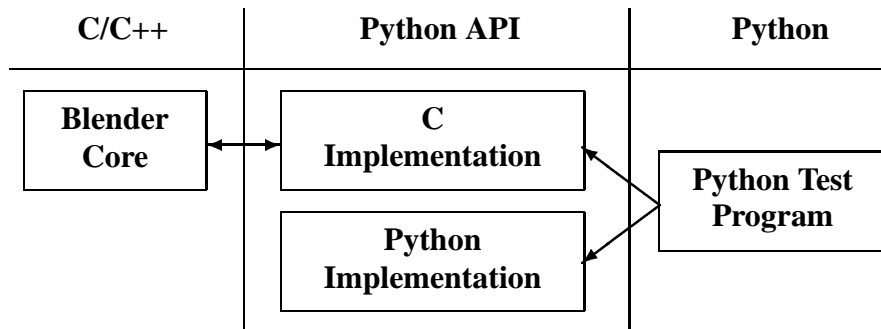 C/C++
Python API
Python
Blender
Core
C
Implementation
Python
Implementation
Python Test
Program